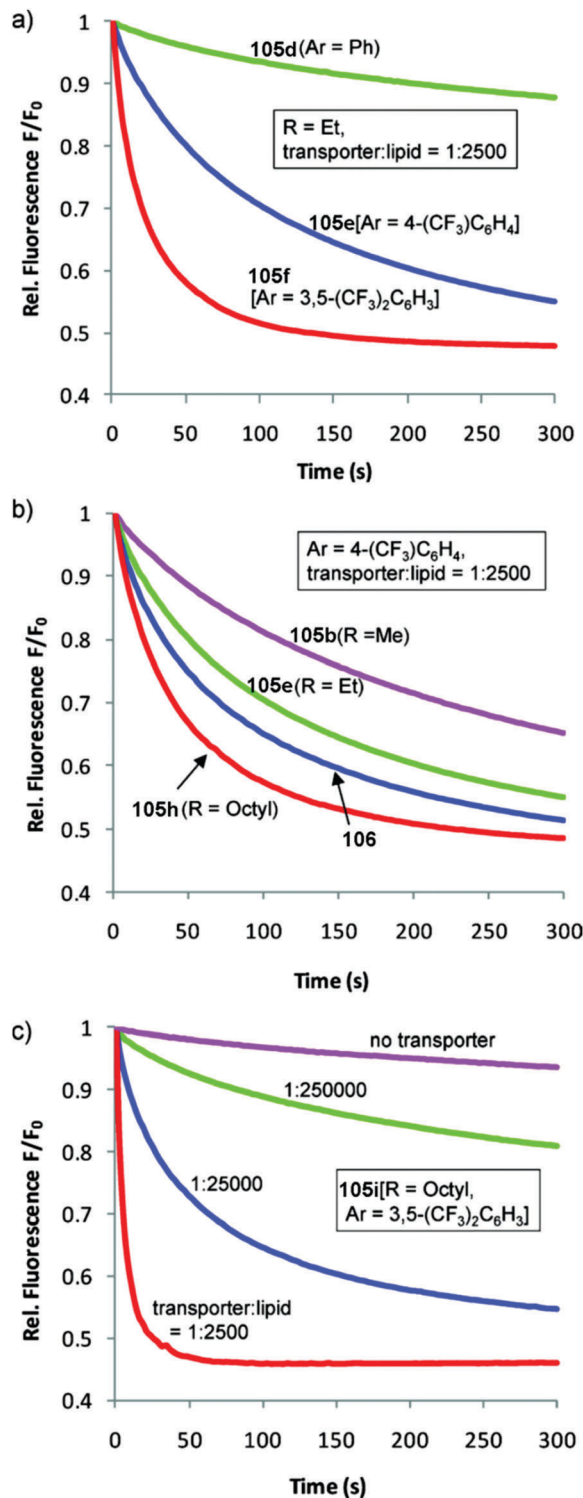 a)
1
0.9
0.8
0.7
0.6
0.5
0.4
Rel. Fluorescence F/F0
105d (Ar = Ph)
R = Et,
transporter:lipid = 1:2500
105e[Ar = 4-(CF3)C6H4]
105f
[Ar = 3,5-(CF3)2C6H3]
0 50 100 150 200 250 300
Time (s)
b)
1
0.9
0.8
0.7
0.6
0.5
0.4
Rel. Fluorescence F/F0
Ar = 4-(CF3)C6H4,
transporter:lipid = 1:2500
105b(R =Me)
105e(R = Et)
105h (R = Octyl)
106
0 50 100 150 200 250 300
Time (s)
c)
1
0.9
0.8
0.7
0.6
0.5
0.4
Rel. Fluorescence F/F0
no transporter
1:250000
1:25000
105i[R = Octyl,
Ar = 3,5-(CF3)2C6H3]
transporter:lipid
= 1:2500
0 50 100 150 200 250 300
Time (s)